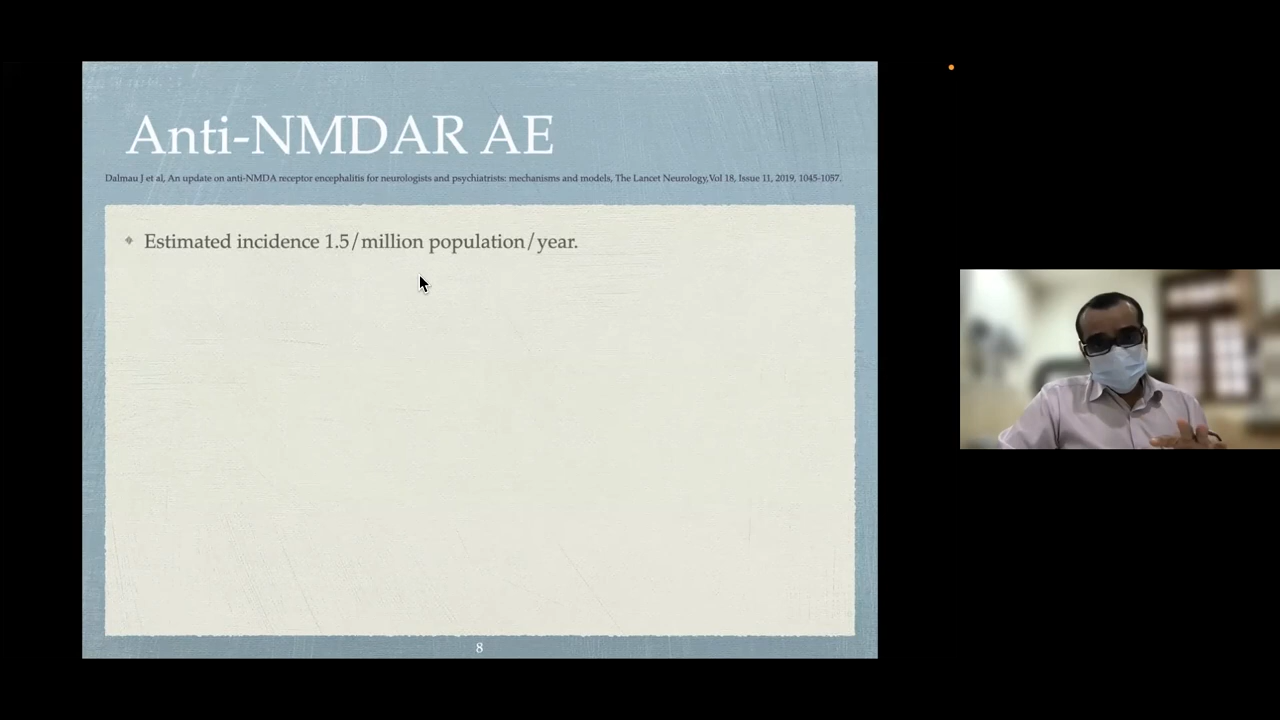 Anti-NMDAR AE
Dalmau J et al, An update on anti-NMDA receptor encephalitis for neurologists and psychiatrists: mechanisms and models, The Lancet Neurology,Vol 18, Issue 11, 2019, 1045-1057.
Estimated incidence 1.5/million population/year.
8